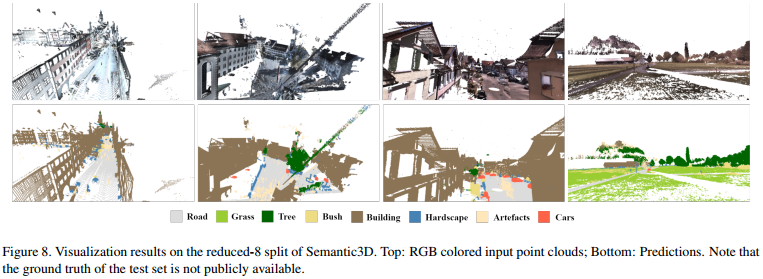 Road Grass Tree Bush Building Hardscape Artefacts Cars
Figure 8. Visualization results on the reduced-8 split of Semantic3D. Top: RGB colored input point clouds; Bottom: Predictions. Note that
the ground truth of the test set is not publicly available.